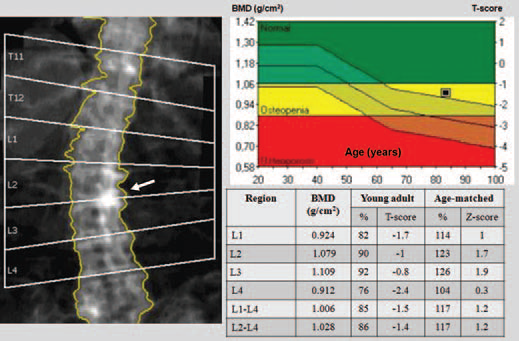 BMD (g/cm²) T-score
T11
T12
L1
L2
L3
L4
1.42
1.30
1.18
1.06
0.94
0.82
0.70
0.58
Normal
Osteopenia
Age (years)
2
1
0
-1
-2
-3
-4
-5
20 30 40 50 60 70 80 90 100
Region BMD (g/cm²) Young adult Age-matched
% T-score % Z-score
L1 0.924 82 -1.7 114 1
L2 1.079 90 -1 123 1.7
L3 1.109 92 -0.8 126 1.9
L4 0.912 76 -2.4 104 0.3
L1-L4 1.006 85 -1.5 117 1.2
L2-L4 1.028 86 -1.4 117 1.2